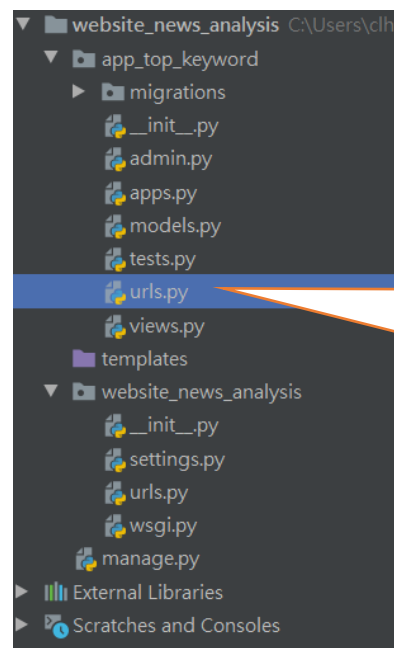 website_news_analysis C:\Users\clh
app_top_keyword
migrations
__init__.py
admin.py
apps.py
models.py
tests.py
urls.py
views.py
templates
website_news_analysis
__init__.py
settings.py
urls.py
wsgi.py
manage.py
External Libraries
Scratches and Consoles